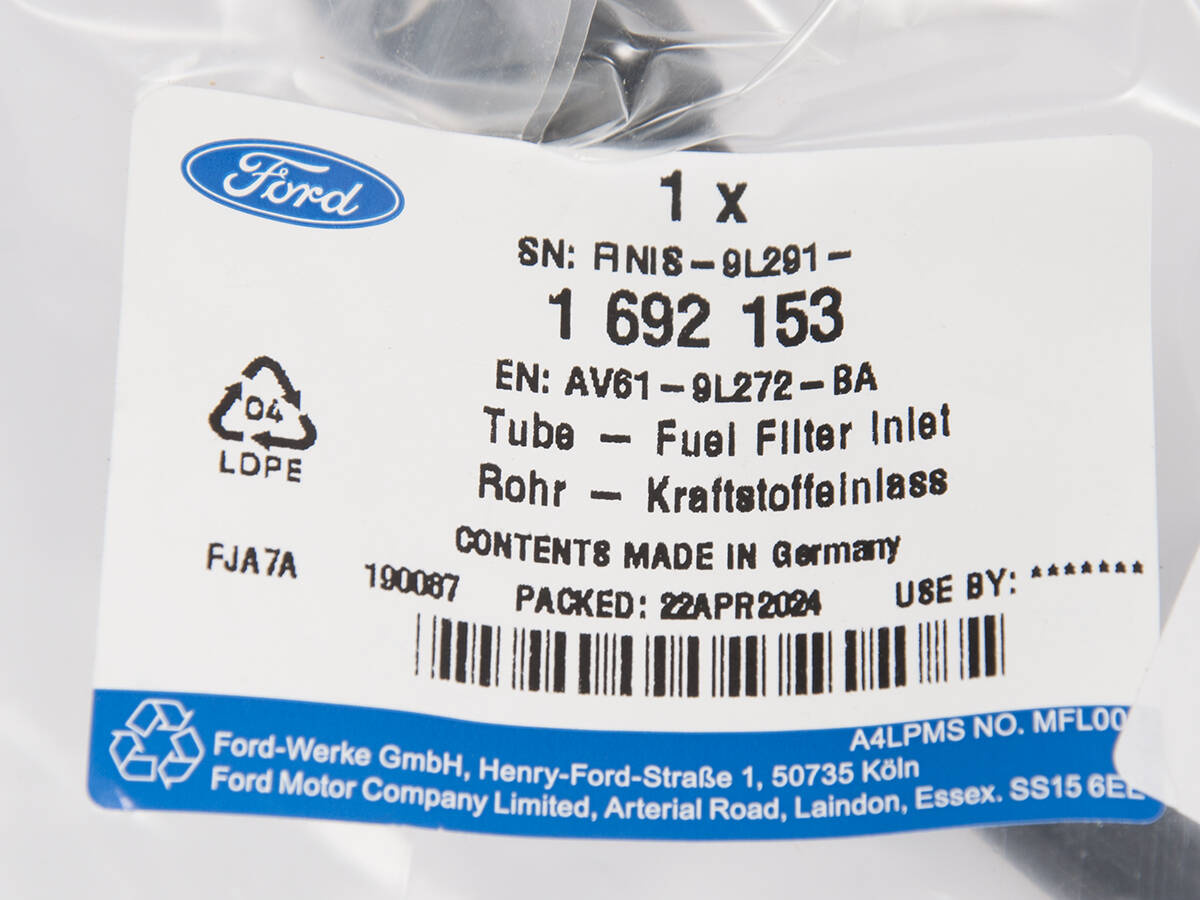 Ford
1 x
SN: FINIS-9L291-
1 692 153
EN: AV61-9L272-BA
Tube - Fuel Filter Inlet
Rohr - Kraftstoffeinlass
04
LDPE
CONTENTS MADE IN Germany
FJA7A 190087 PACKED: 22APR2024 USE BY: *******
A4LPMS NO. MFL00
Ford-Werke GmbH, Henry-Ford-Straße 1, 50735 Köln
Ford Motor Company Limited, Arterial Road, Laindon, Essex. SS15 6EE